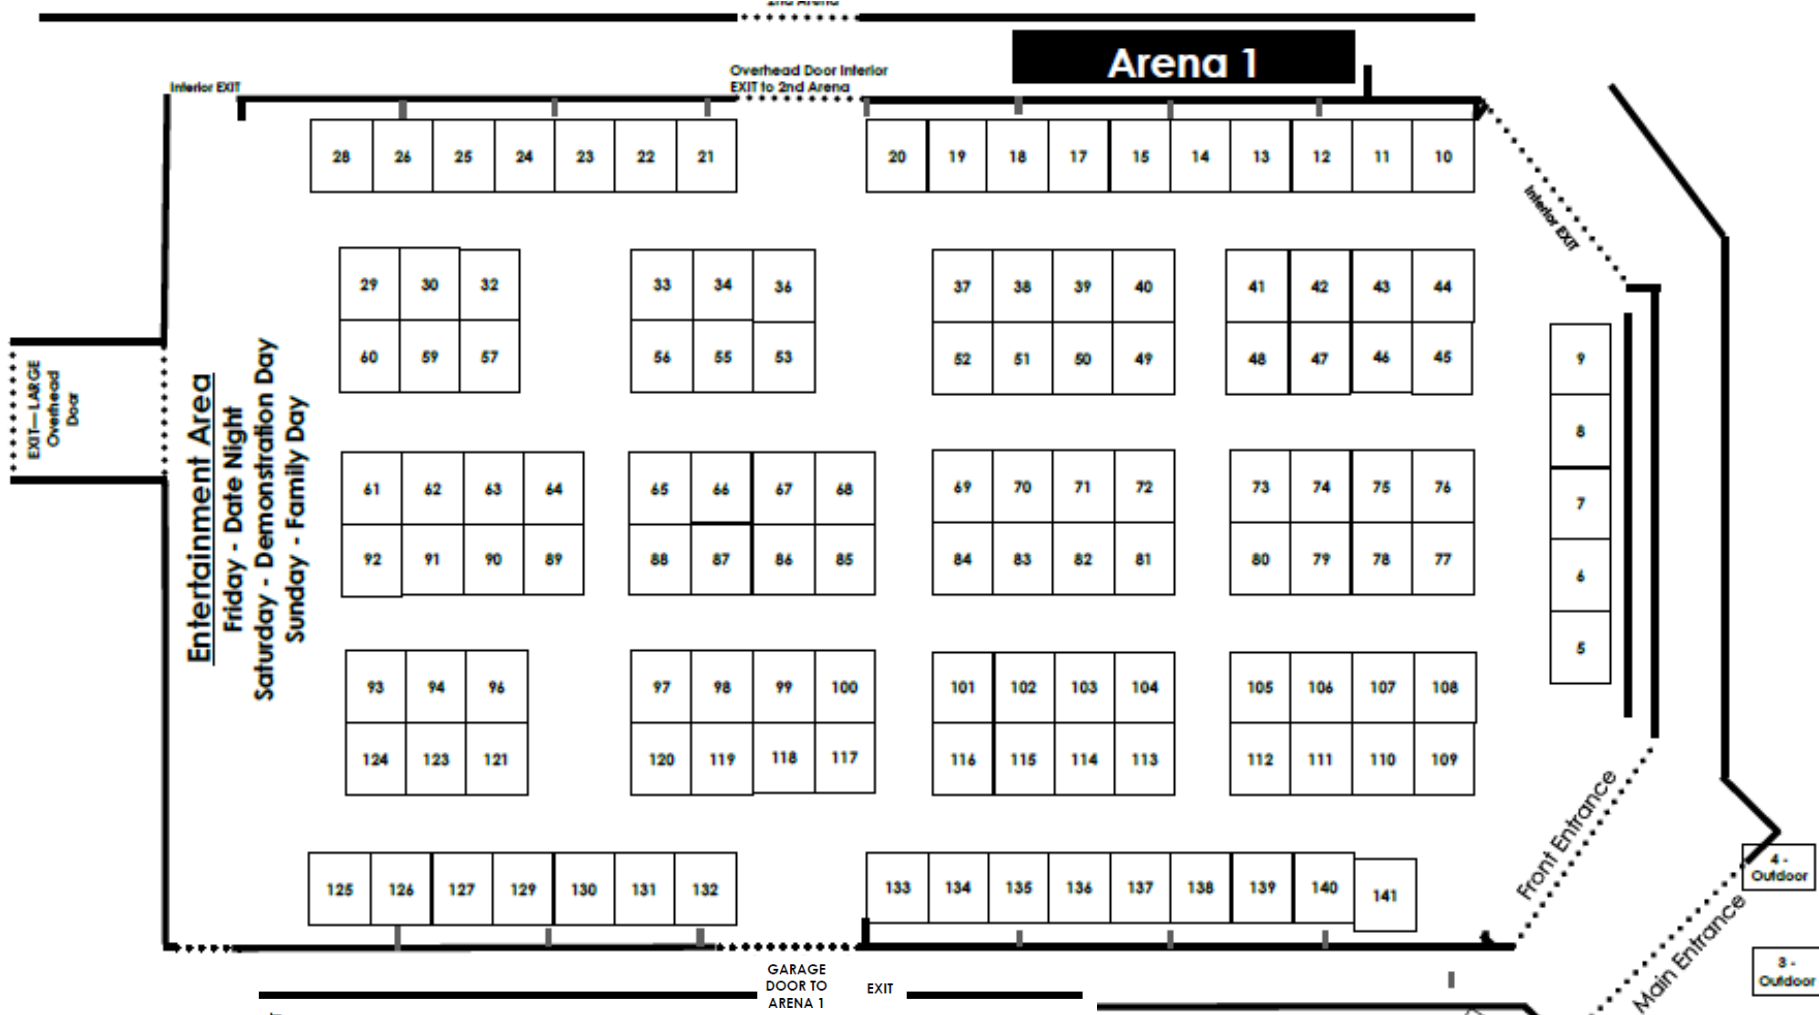 2nd Arena
Arena 1
Overhead Door Interior
EXIT to 2nd Arena
Interior EXIT
28 26 25 24 23 22 21
20 19 18 17 15 14 13 12 11 10
Interior EXIT
29 30 32
33 34 36
37 38 39 40
41 42 43 44
60 59 57
56 55 53
52 51 50 49
48 47 46 45
9
8
7
6
5
EXIT—LARGE
Overhead
Door
Entertainment Area
Friday - Date Night
Saturday - Demonstration Day
Sunday - Family Day
61 62 63 64
65 66 67 68
69 70 71 72
73 74 75 76
92 91 90 89
88 87 86 85
84 83 82 81
80 79 78 77
93 94 96
97 98 99 100
101 102 103 104
105 106 107 108
124 123 121
120 119 118 117
116 115 114 113
112 111 110 109
125 126 127 129 130 131 132
133 134 135 136 137 138 139 140 141
Front Entrance
Main Entrance
4 -
Outdoor
3 -
Outdoor
GARAGE
DOOR TO
ARENA 1
EXIT